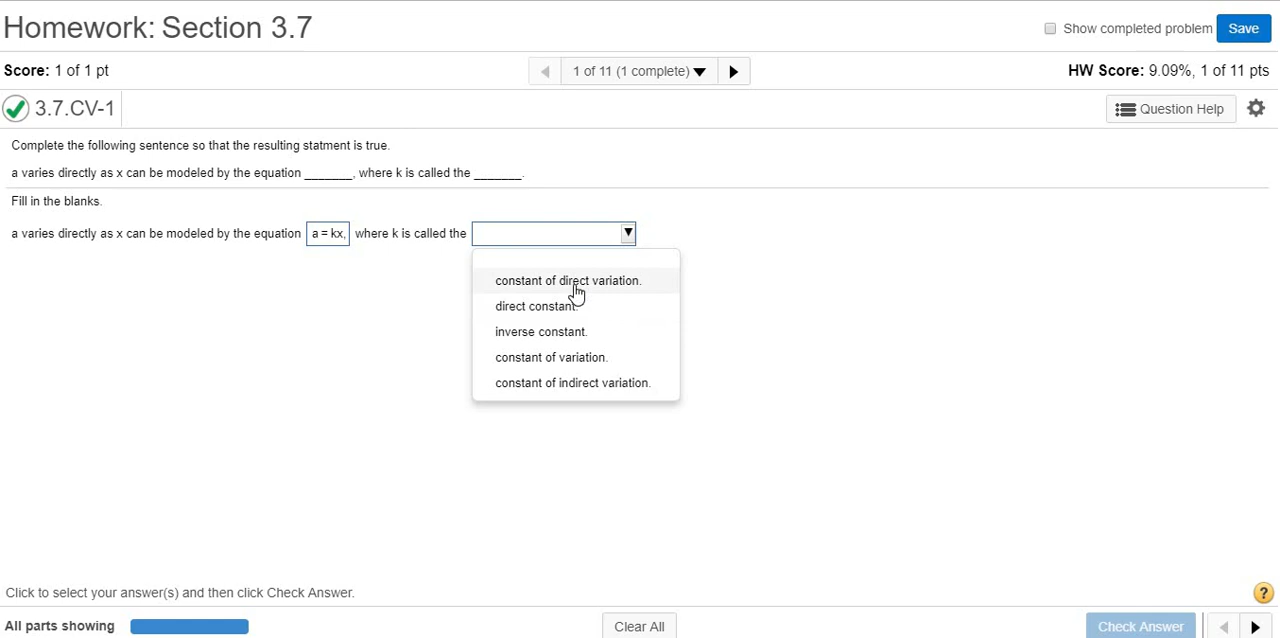 Homework: Section 3.7
Show completed problem
Save
Score: 1 of 1 pt
1 of 11 (1 complete)
HW Score: 9.09%, 1 of 11 pts
3.7.CV-1
Question Help
Complete the following sentence so that the resulting statment is true.
a varies directly as x can be modeled by the equation _______, where k is called the _______.
Fill in the blanks.
a varies directly as x can be modeled by the equation a = kx, where k is called the
constant of direct variation.
direct constant.
inverse constant.
constant of variation.
constant of indirect variation.
Click to select your answer(s) and then click Check Answer.
?
All parts showing
Clear All
Check Answer